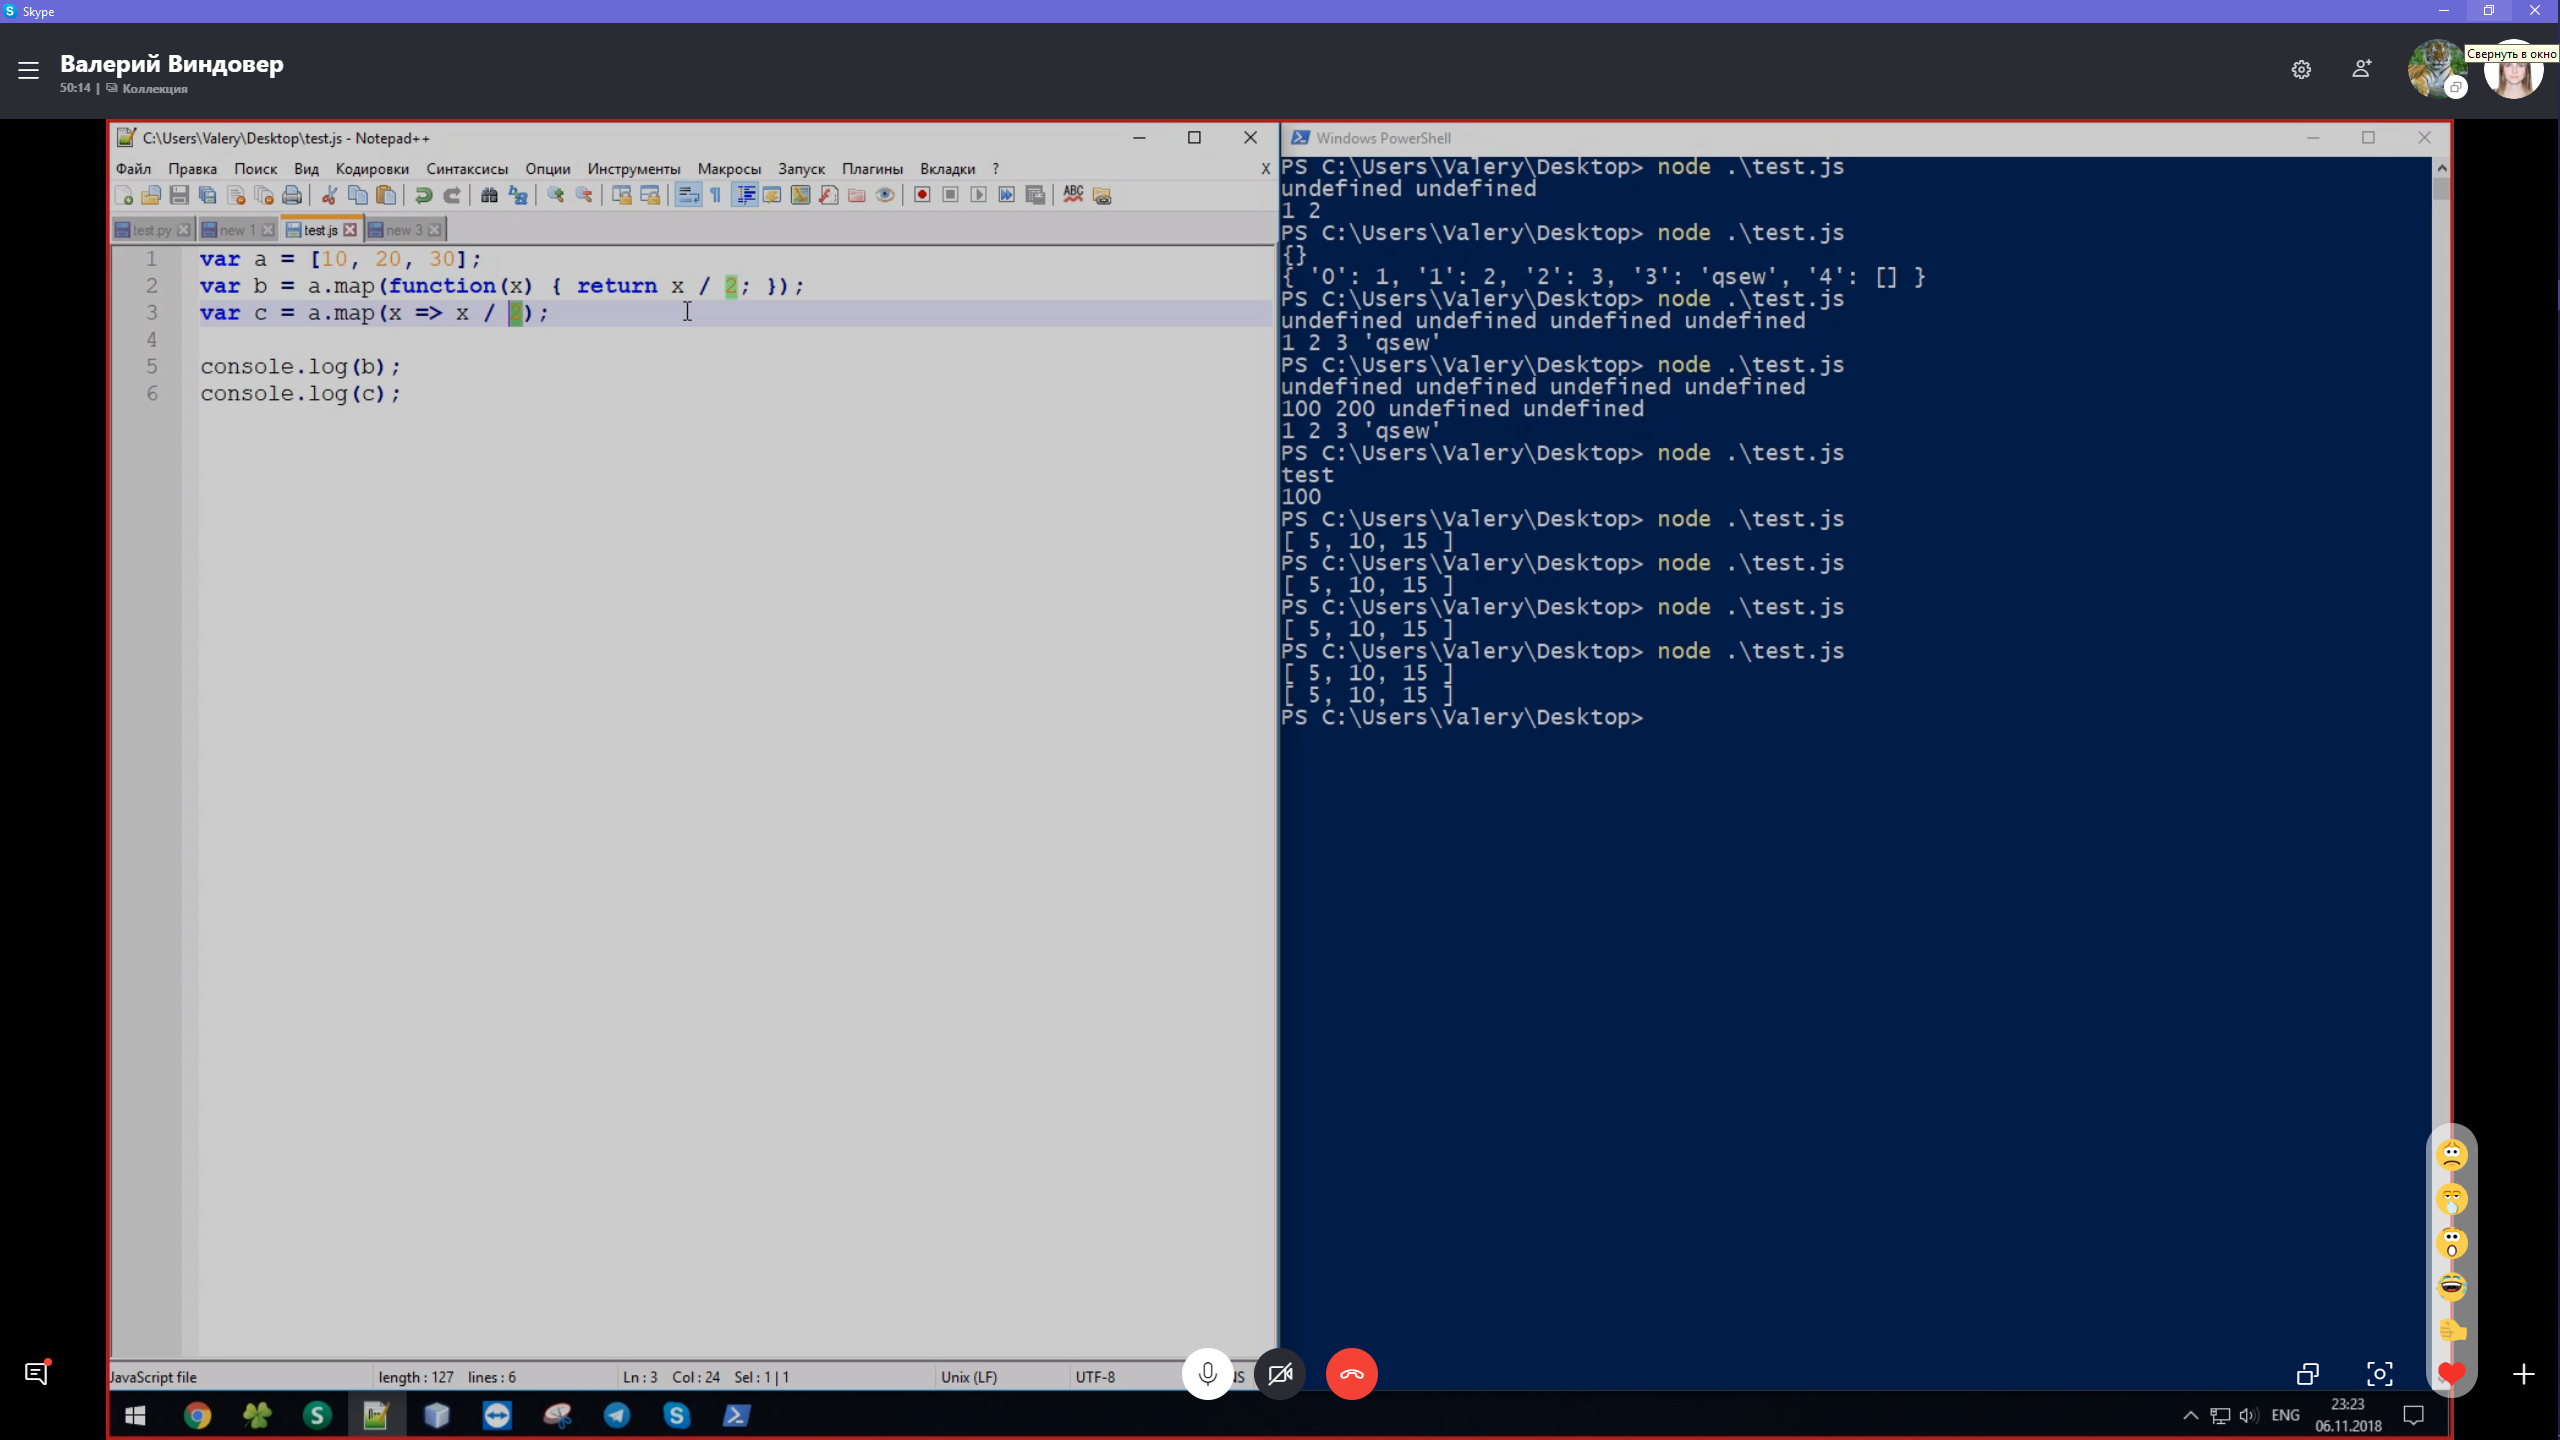 Skype
Валерий Виндовер
50:14 | Коллекция
Свернуть в окно
C:\Users\Valery\Desktop\test.js - Notepad++
Файл Правка Поиск Вид Кодировки Синтаксисы Опции Инструменты Макросы Запуск Плагины Вкладки ? X
ABC
test.py new 1 test.js new 3
1 var a = [10, 20, 30];
2 var b = a.map(function(x) { return x / 2; });
3 var c = a.map(x => x / 2);
4
5 console.log(b);
6 console.log(c);
JavaScript file length : 127 lines : 6 Ln : 3 Col : 24 Sel : 1 | 1 Unix (LF) UTF-8
Windows PowerShell
PS C:\Users\Valery\Desktop> node .\test.js
undefined undefined
1 2
PS C:\Users\Valery\Desktop> node .\test.js
{}
{ '0': 1, '1': 2, '2': 3, '3': 'qsew', '4': [] }
PS C:\Users\Valery\Desktop> node .\test.js
undefined undefined undefined undefined
1 2 3 'qsew'
PS C:\Users\Valery\Desktop> node .\test.js
undefined undefined undefined undefined
100 200 undefined undefined
1 2 3 'qsew'
PS C:\Users\Valery\Desktop> node .\test.js
test
100
PS C:\Users\Valery\Desktop> node .\test.js
[ 5, 10, 15 ]
PS C:\Users\Valery\Desktop> node .\test.js
[ 5, 10, 15 ]
PS C:\Users\Valery\Desktop> node .\test.js
[ 5, 10, 15 ]
PS C:\Users\Valery\Desktop> node .\test.js
[ 5, 10, 15 ]
[ 5, 10, 15 ]
PS C:\Users\Valery\Desktop>
ENG
23:23
06.11.2018